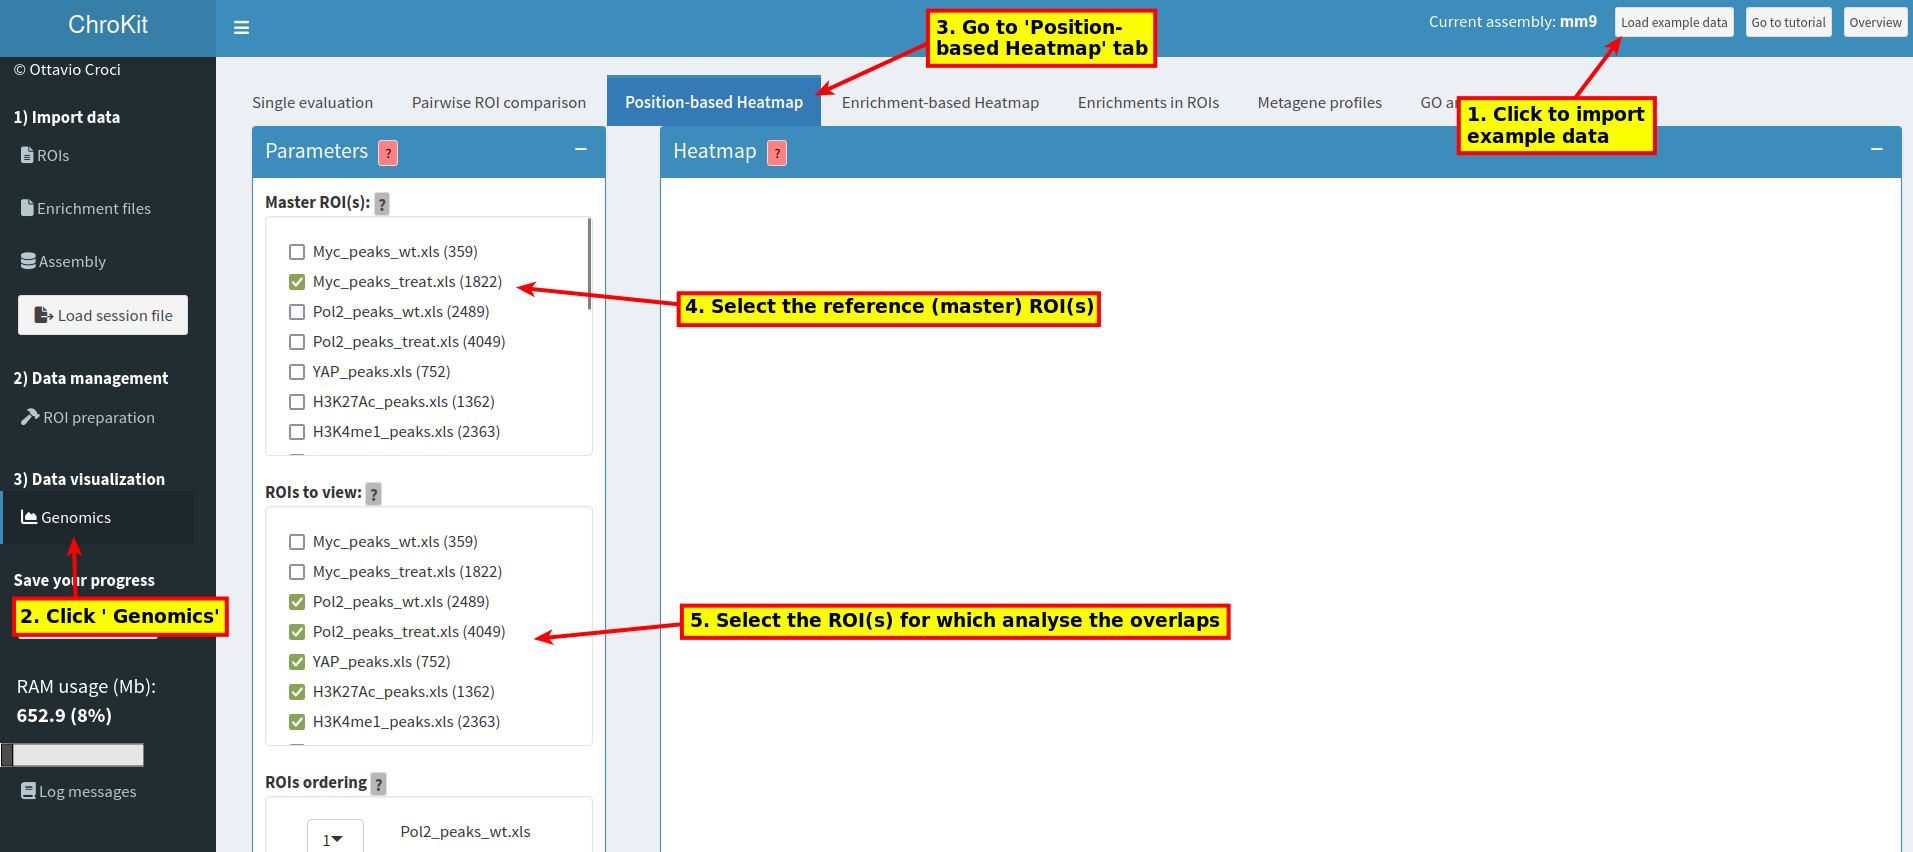 ChroKit
Current assembly: mm9
Load example data
Go to tutorial
Overview
3. Go to 'Position-
based Heatmap' tab
1. Click to import
example data
© Ottavio Croci
1) Import data
ROIs
Enrichment files
Assembly
Load session file
2) Data management
ROI preparation
3) Data visualization
Genomics
Save your progress
2. Click ' Genomics'
RAM usage (Mb):
652.9 (8%)
Log messages
Single evaluation
Pairwise ROI comparison
Position-based Heatmap
Enrichment-based Heatmap
Enrichments in ROIs
Metagene profiles
GO
Parameters ?
Master ROI(s): ?
Myc_peaks_wt.xls (359)
Myc_peaks_treat.xls (1822)
Pol2_peaks_wt.xls (2489)
Pol2_peaks_treat.xls (4049)
YAP_peaks.xls (752)
H3K27Ac_peaks.xls (1362)
H3K4me1_peaks.xls (2363)
4. Select the reference (master) ROI(s)
ROIs to view: ?
Myc_peaks_wt.xls (359)
Myc_peaks_treat.xls (1822)
Pol2_peaks_wt.xls (2489)
Pol2_peaks_treat.xls (4049)
YAP_peaks.xls (752)
H3K27Ac_peaks.xls (1362)
H3K4me1_peaks.xls (2363)
5. Select the ROI(s) for which analyse the overlaps
ROIs ordering ?
1
Pol2_peaks_wt.xls
Heatmap ?